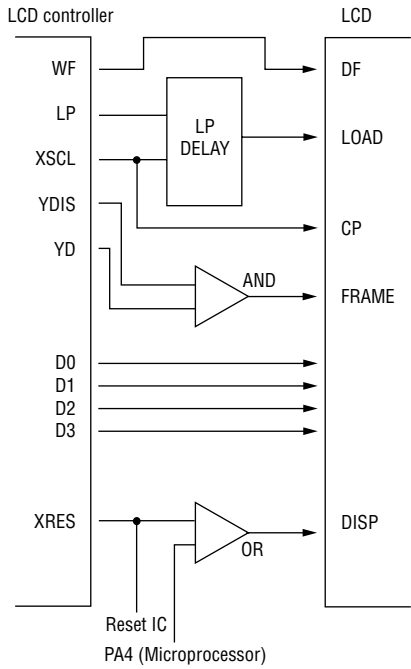 LCD controller
LCD
WF
DF
LP
LP
DELAY
LOAD
XSCL
YDIS
CP
YD
AND
FRAME
D0
D1
D2
D3
XRES
DISP
OR
Reset IC
PA4 (Microprocessor)